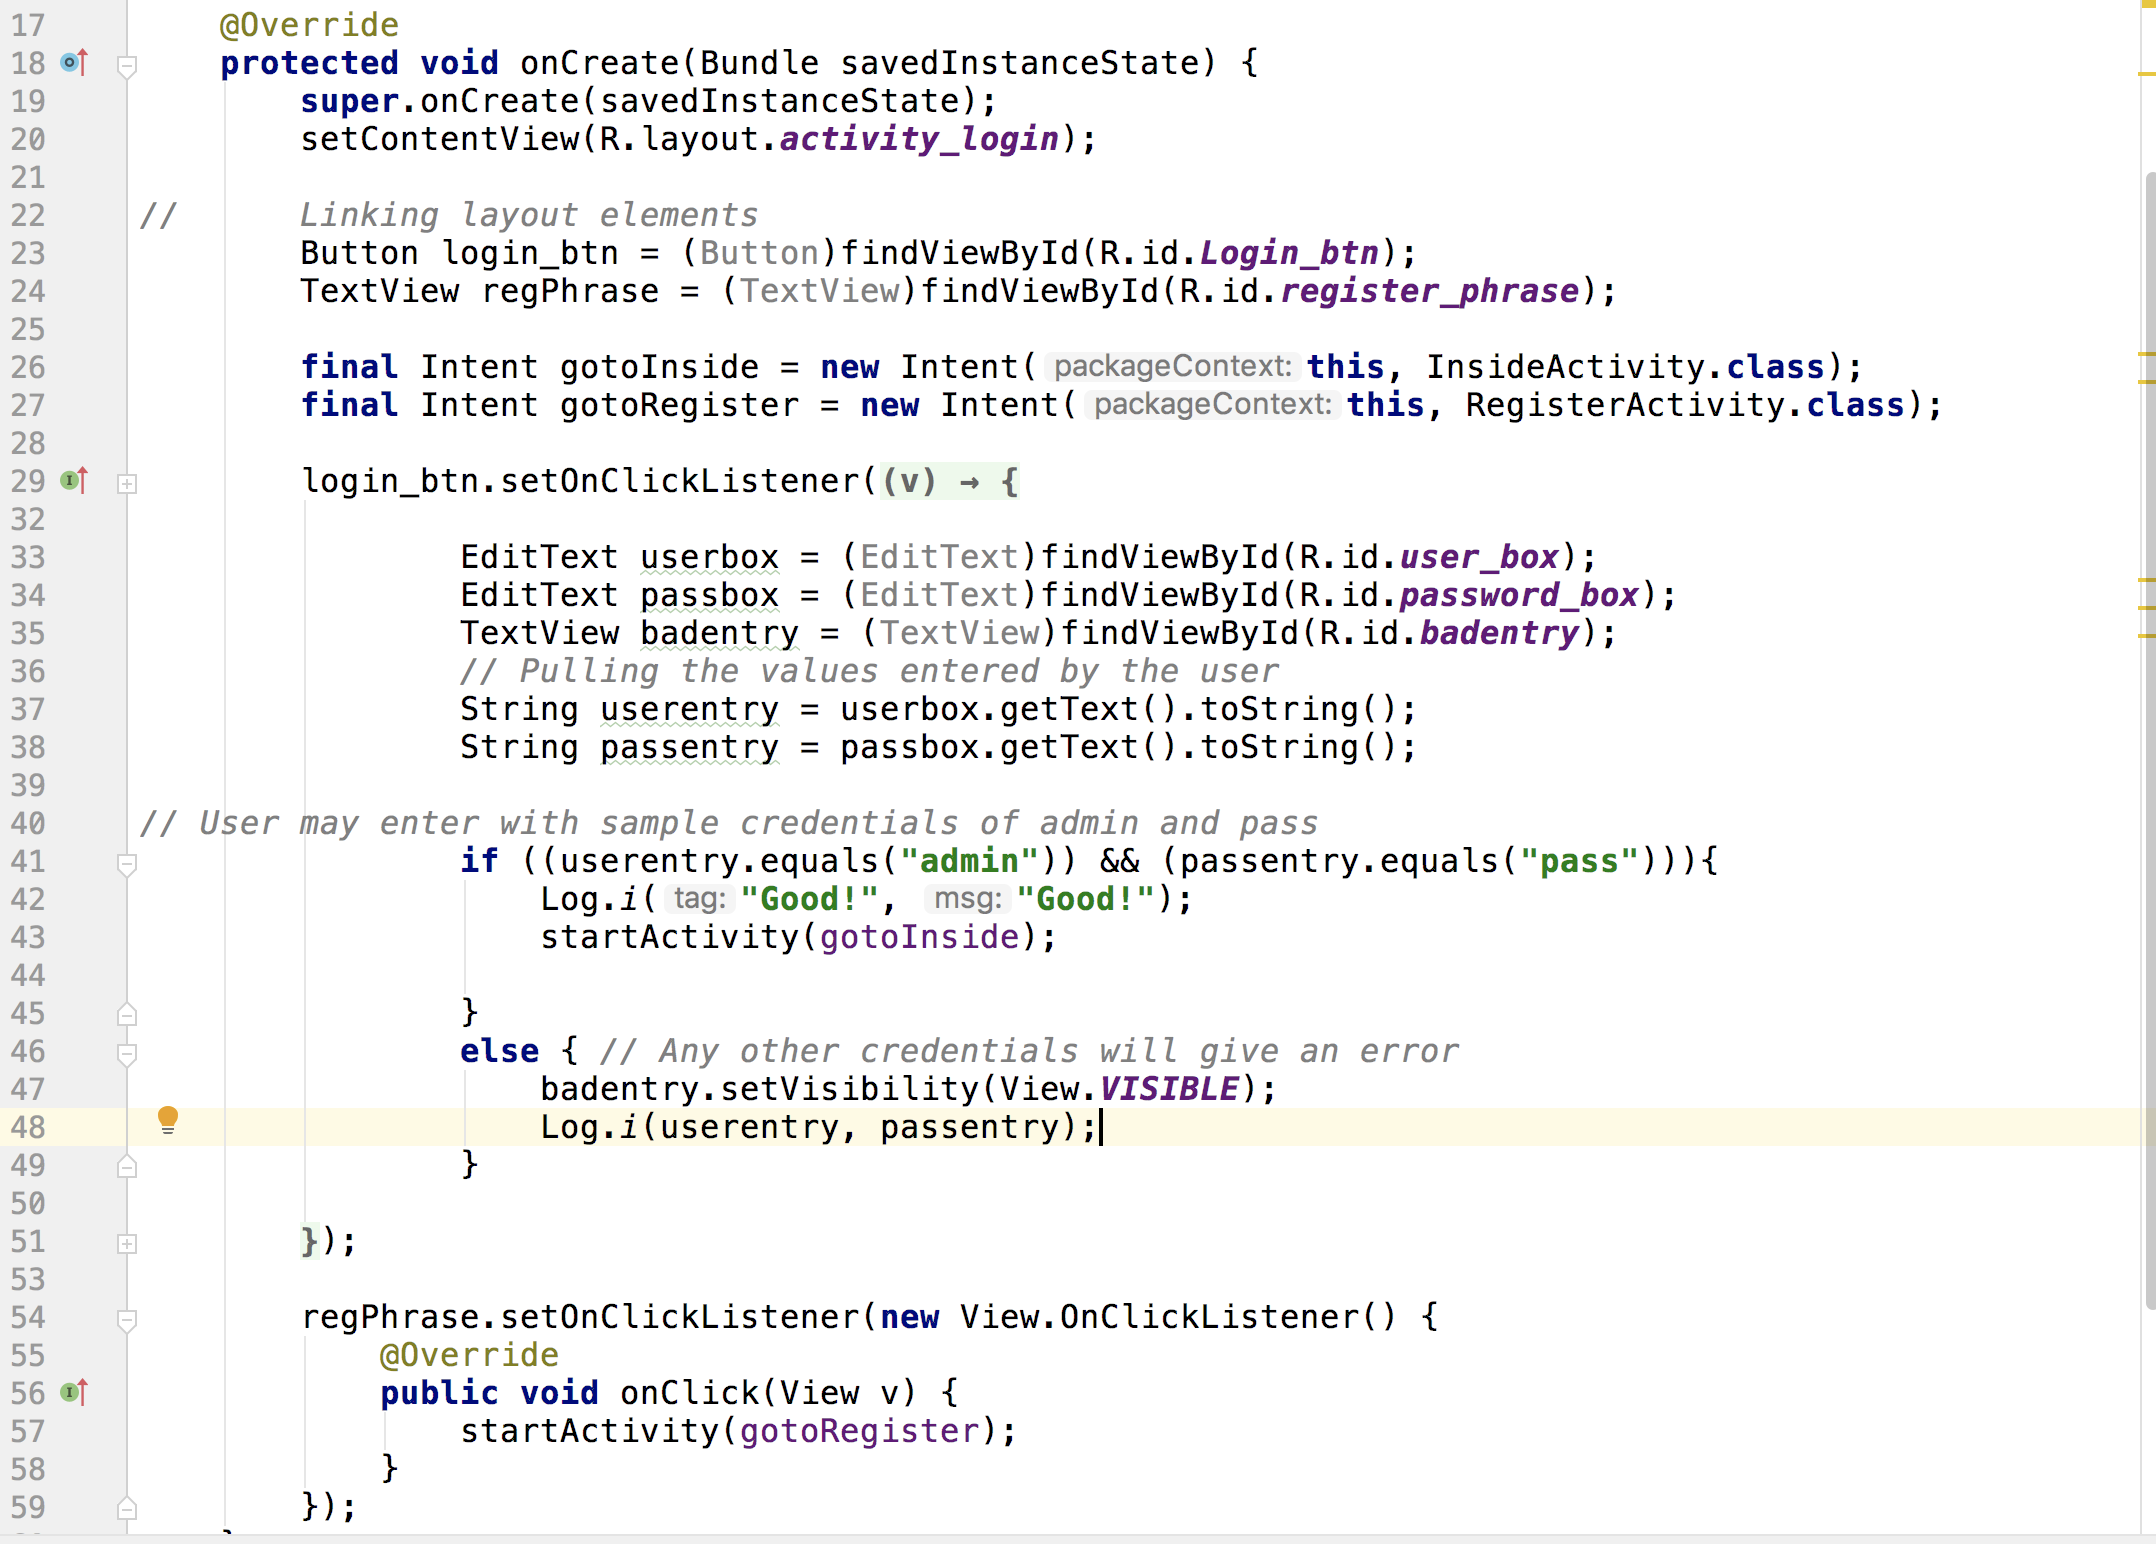 17 @Override
18 protected void onCreate(Bundle savedInstanceState) {
19 super.onCreate(savedInstanceState);
20 setContentView(R.layout.activity_login);
21
22 // Linking layout elements
23 Button login_btn = (Button)findViewById(R.id.Login_btn);
24 TextView regPhrase = (TextView)findViewById(R.id.register_phrase);
25
26 final Intent gotoInside = new Intent( packageContext: this, InsideActivity.class);
27 final Intent gotoRegister = new Intent( packageContext: this, RegisterActivity.class);
28
29 login_btn.setOnClickListener((v) → {
32
33 EditText userbox = (EditText)findViewById(R.id.user_box);
34 EditText passbox = (EditText)findViewById(R.id.password_box);
35 TextView badentry = (TextView)findViewById(R.id.badentry);
36 // Pulling the values entered by the user
37 String userentry = userbox.getText().toString();
38 String passentry = passbox.getText().toString();
39
40 // User may enter with sample credentials of admin and pass
41 if ((userentry.equals("admin")) && (passentry.equals("pass"))){
42 Log.i( tag: "Good!", msg: "Good!");
43 startActivity(gotoInside);
44
45 }
46 else { // Any other credentials will give an error
47 badentry.setVisibility(View.VISIBLE);
48 Log.i(userentry, passentry);
49 }
50
51 });
53
54 regPhrase.setOnClickListener(new View.OnClickListener() {
55 @Override
56 public void onClick(View v) {
57 startActivity(gotoRegister);
58 }
59 });